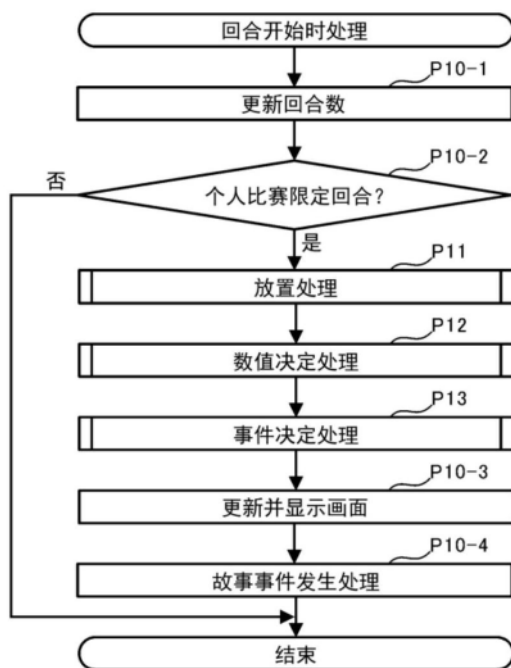 回合开始时处理
P10-1
更新回合数
P10-2
否
个人比赛限定回合?
是
P11
放置处理
P12
数值决定处理
P13
事件决定处理
P10-3
更新并显示画面
P10-4
故事事件发生处理
结束